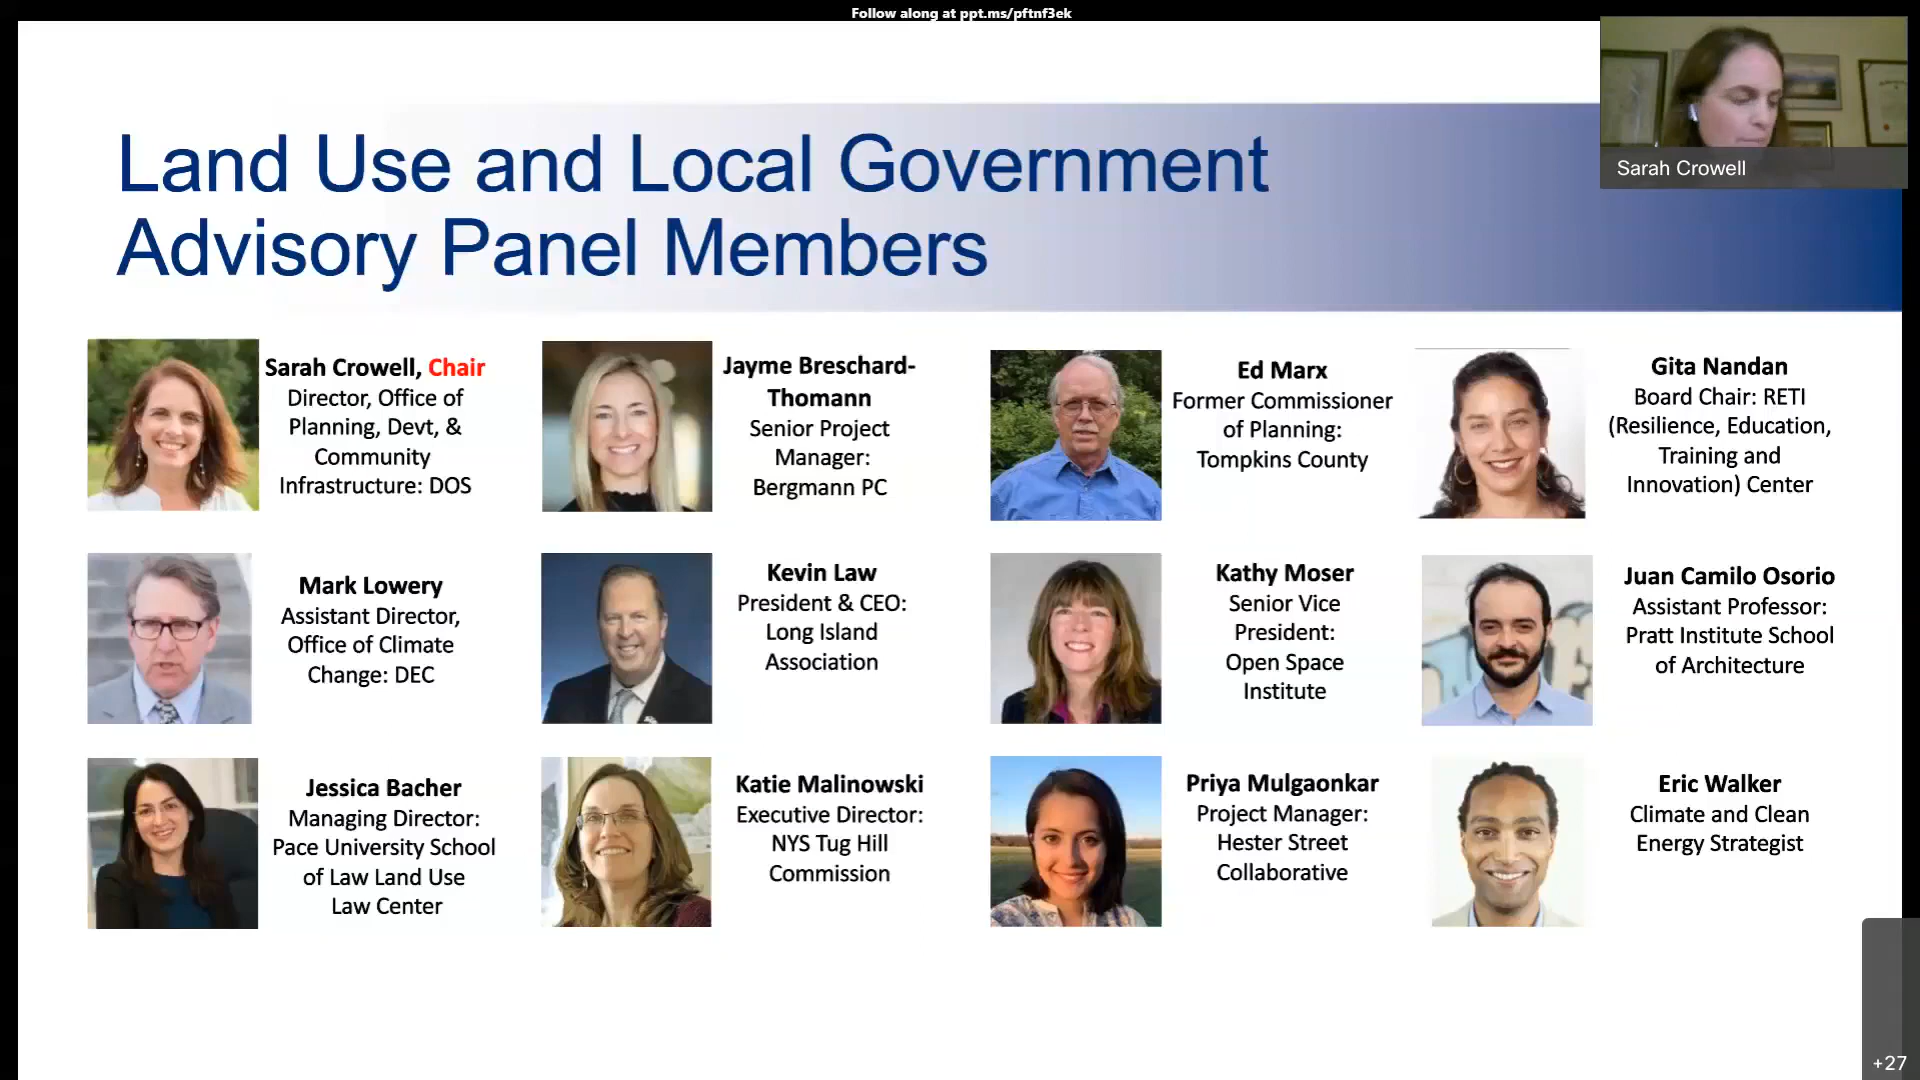 Follow along at ppt.ms/pftnf3ek
Sarah Crowell
Land Use and Local Government
Advisory Panel Members
Sarah Crowell, Chair
Director, Office of
Planning, Devt, &
Community
Infrastructure: DOS
Jayme Breschard-
Thomann
Senior Project
Manager:
Bergmann PC
Ed Marx
Former Commissioner
of Planning:
Tompkins County
Gita Nandan
Board Chair: RETI
(Resilience, Education,
Training and
Innovation) Center
Mark Lowery
Assistant Director,
Office of Climate
Change: DEC
Kevin Law
President & CEO:
Long Island
Association
Kathy Moser
Senior Vice
President:
Open Space
Institute
Juan Camilo Osorio
Assistant Professor:
Pratt Institute School
of Architecture
Jessica Bacher
Managing Director:
Pace University School
of Law Land Use
Law Center
Katie Malinowski
Executive Director:
NYS Tug Hill
Commission
Priya Mulgaonkar
Project Manager:
Hester Street
Collaborative
Eric Walker
Climate and Clean
Energy Strategist
+27